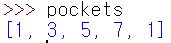 >>> pockets
[1, 3, 5, 7, 1]